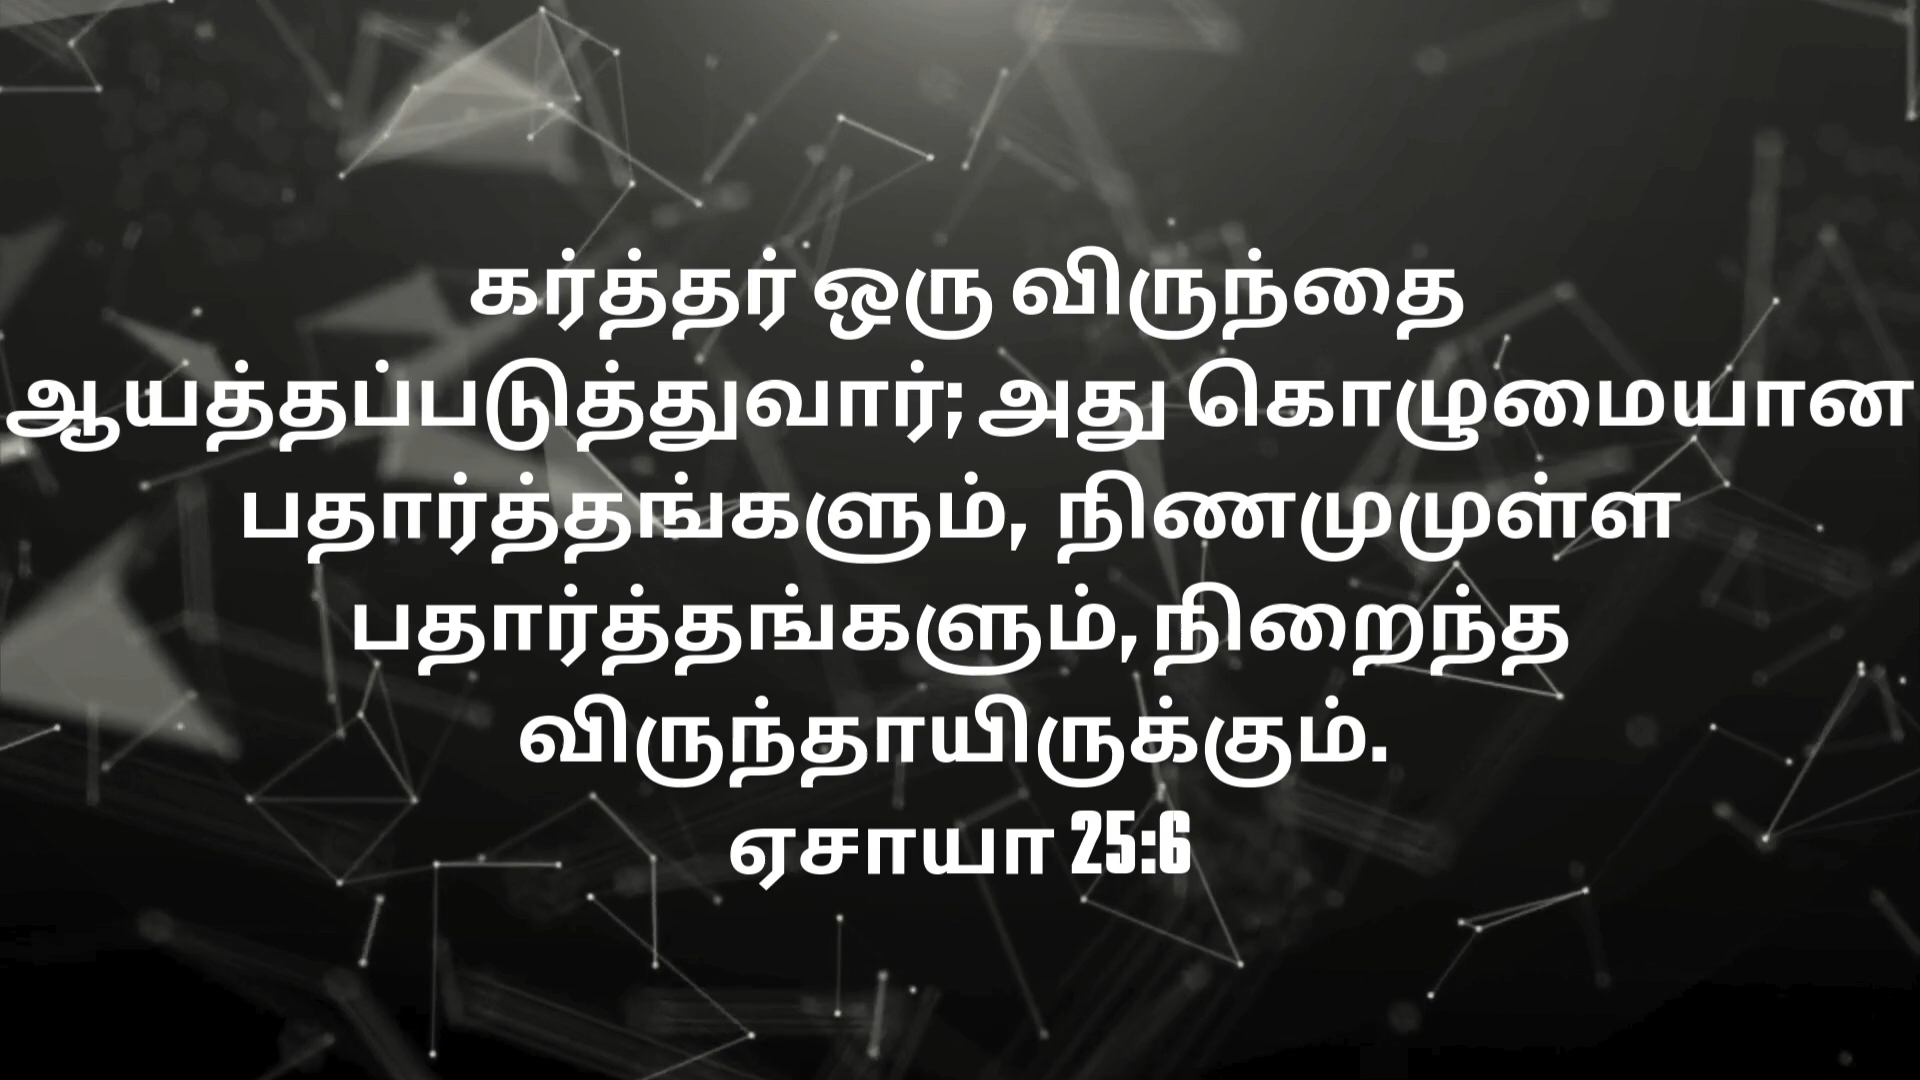 கர்த்தர் ஒரு விருந்தை
ஆயத்தப்படுத்துவார்; அது கொழுமையான
பதார்த்தங்களும், நிணமுமுள்ள
பதார்த்தங்களும், நிறைந்த
விருந்தாயிருக்கும்.
ஏசாயா 25:6